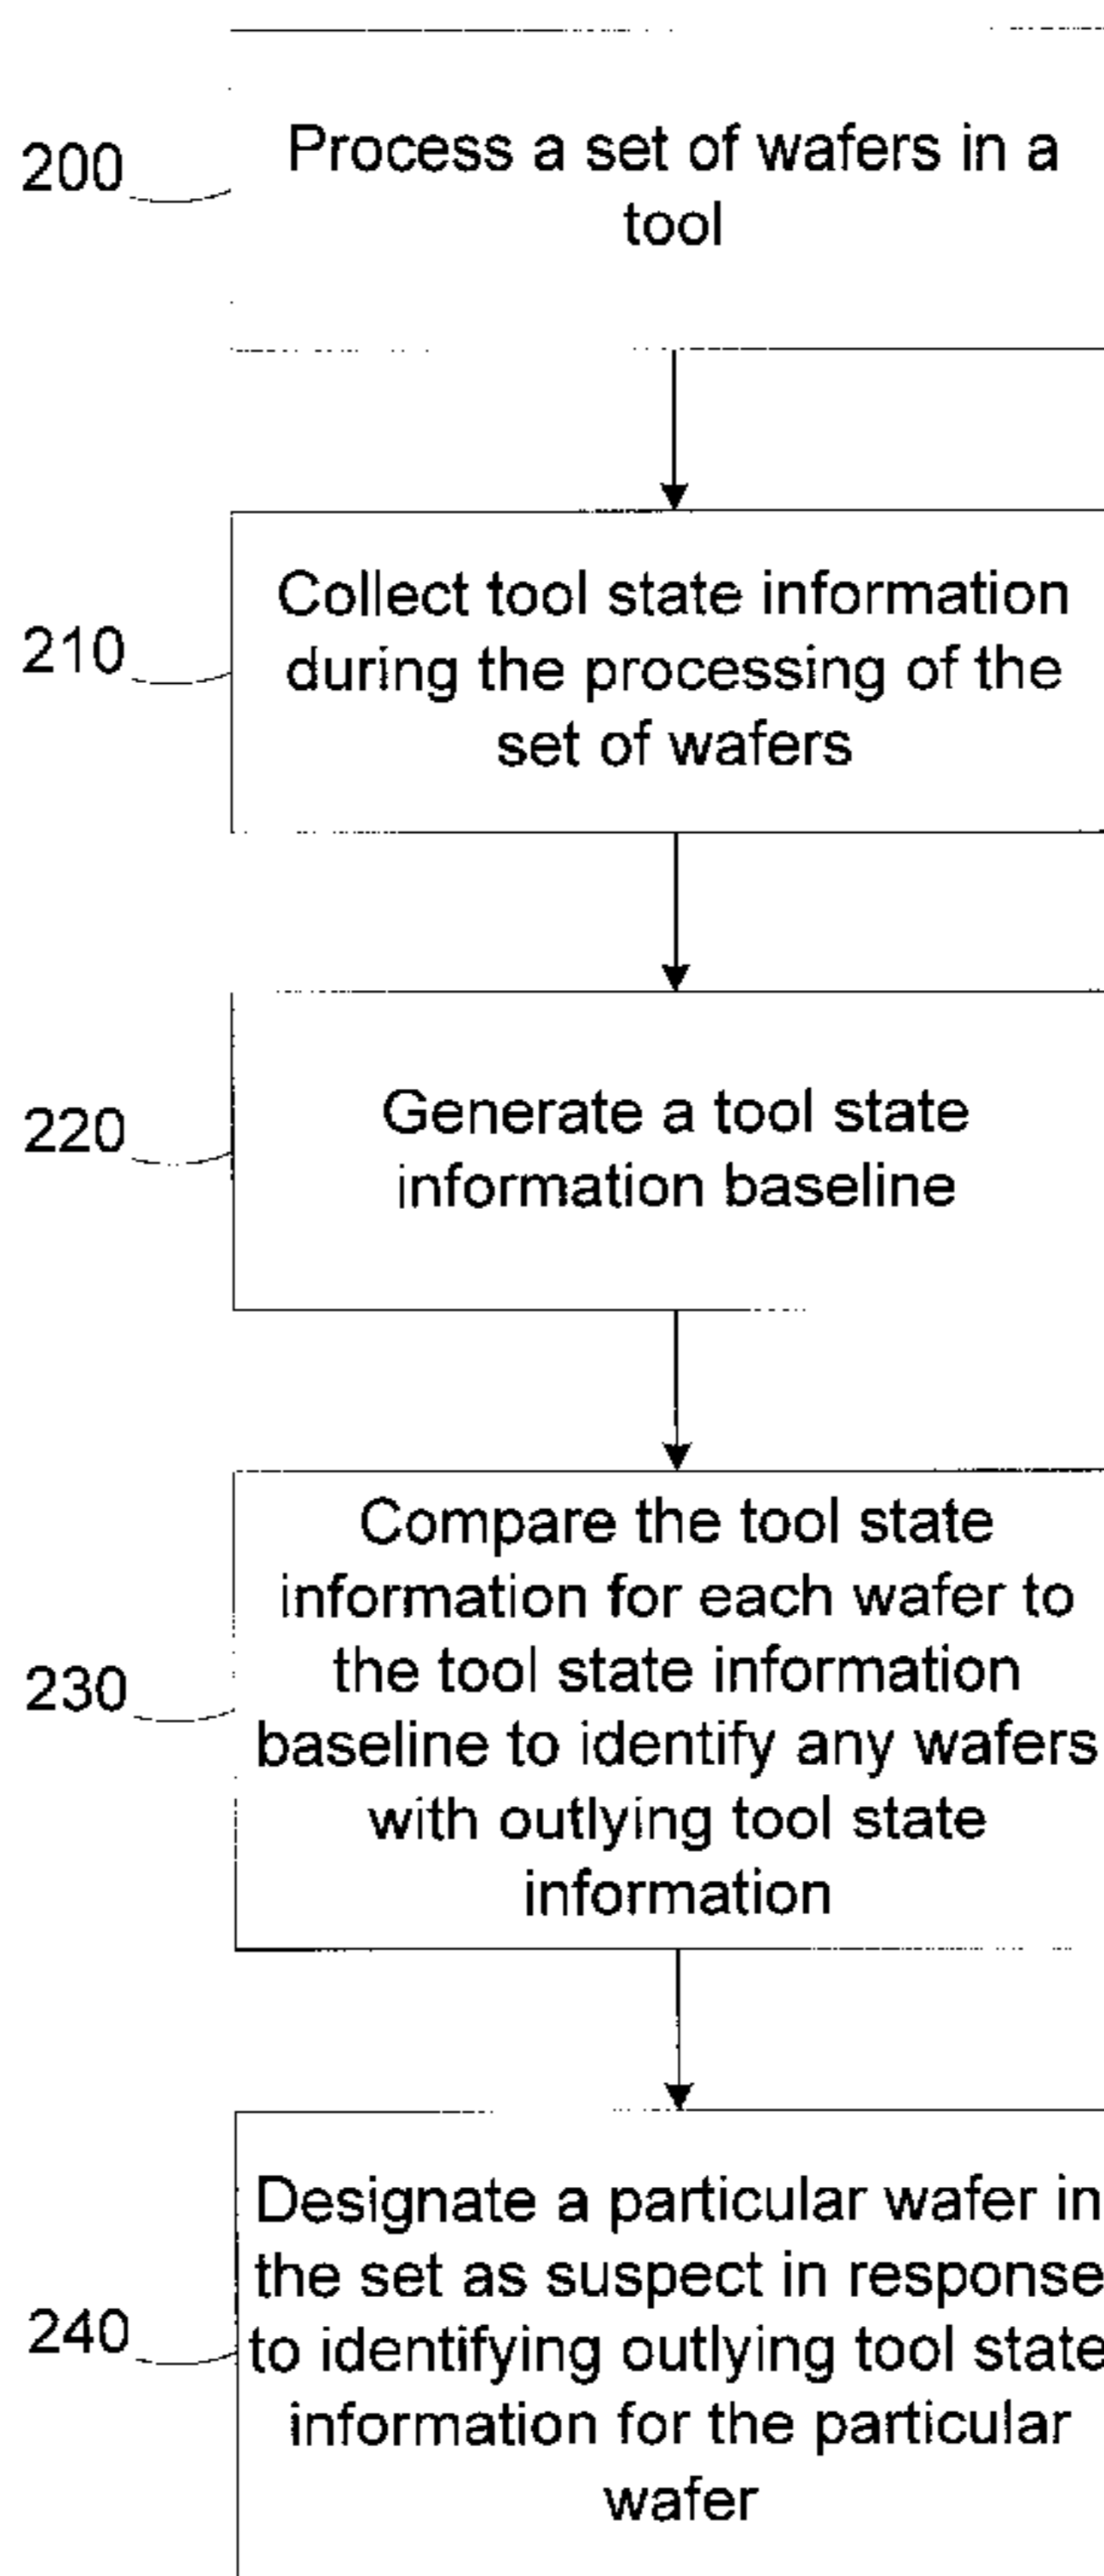 200
Process a set of wafers in a
tool
210
Collect tool state information
during the processing of the
set of wafers
220
Generate a tool state
information baseline
230
Compare the tool state
information for each wafer to
the tool state information
baseline to identify any wafers
with outlying tool state
information
240
Designate a particular wafer in
the set as suspect in response
to identifying outlying tool state
information for the particular
wafer